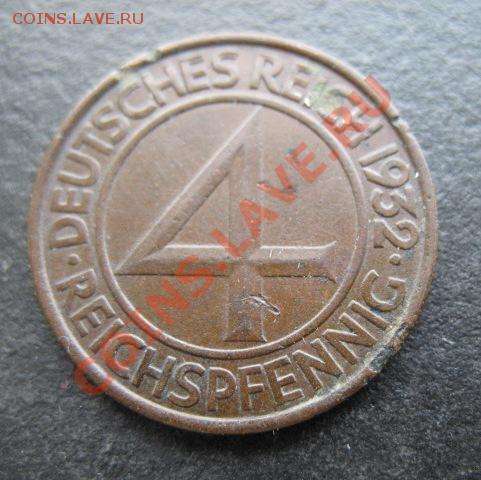 COINS.LAVE.RU
DEUTSCHES REICH 1932
4
REICHSPFENNIG
COINS.LAVE.RU